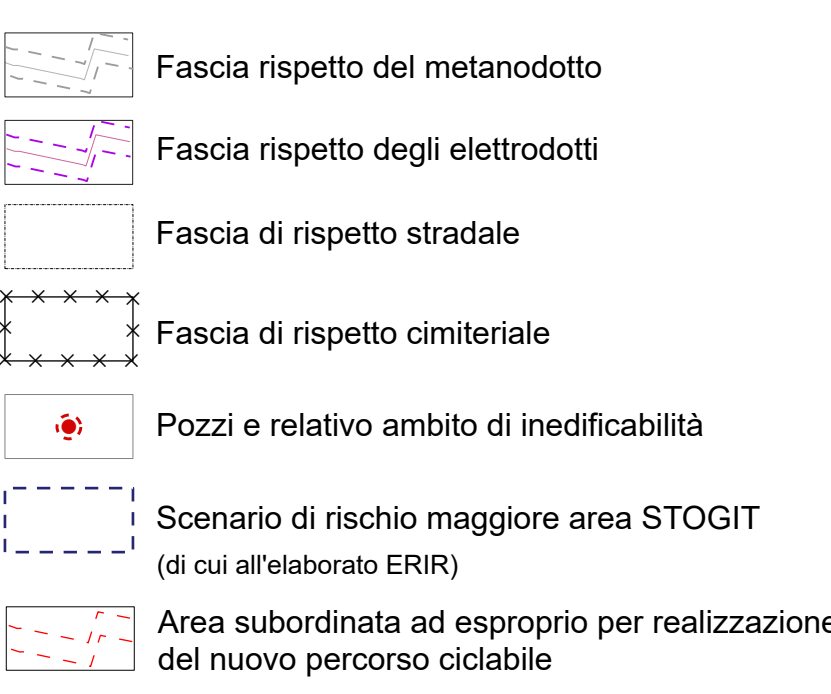 Fascia rispetto del metanodotto
Fascia rispetto degli elettrodotti
Fascia di rispetto stradale
Fascia di rispetto cimiteriale
Pozzi e relativo ambito di inedificabilità
Scenario di rischio maggiore area STOGIT
(di cui all'elaborato ERIR)
Area subordinata ad esproprio per realizzazione
del nuovo percorso ciclabile